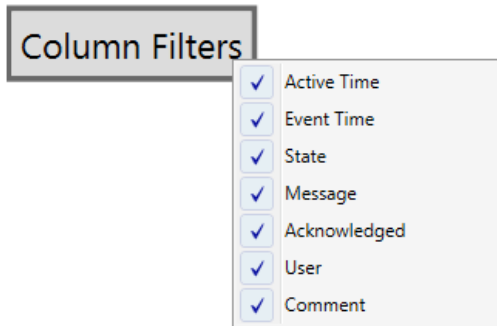 Column Filters
Active Time
Event Time
State
Message
Acknowledged
User
Comment